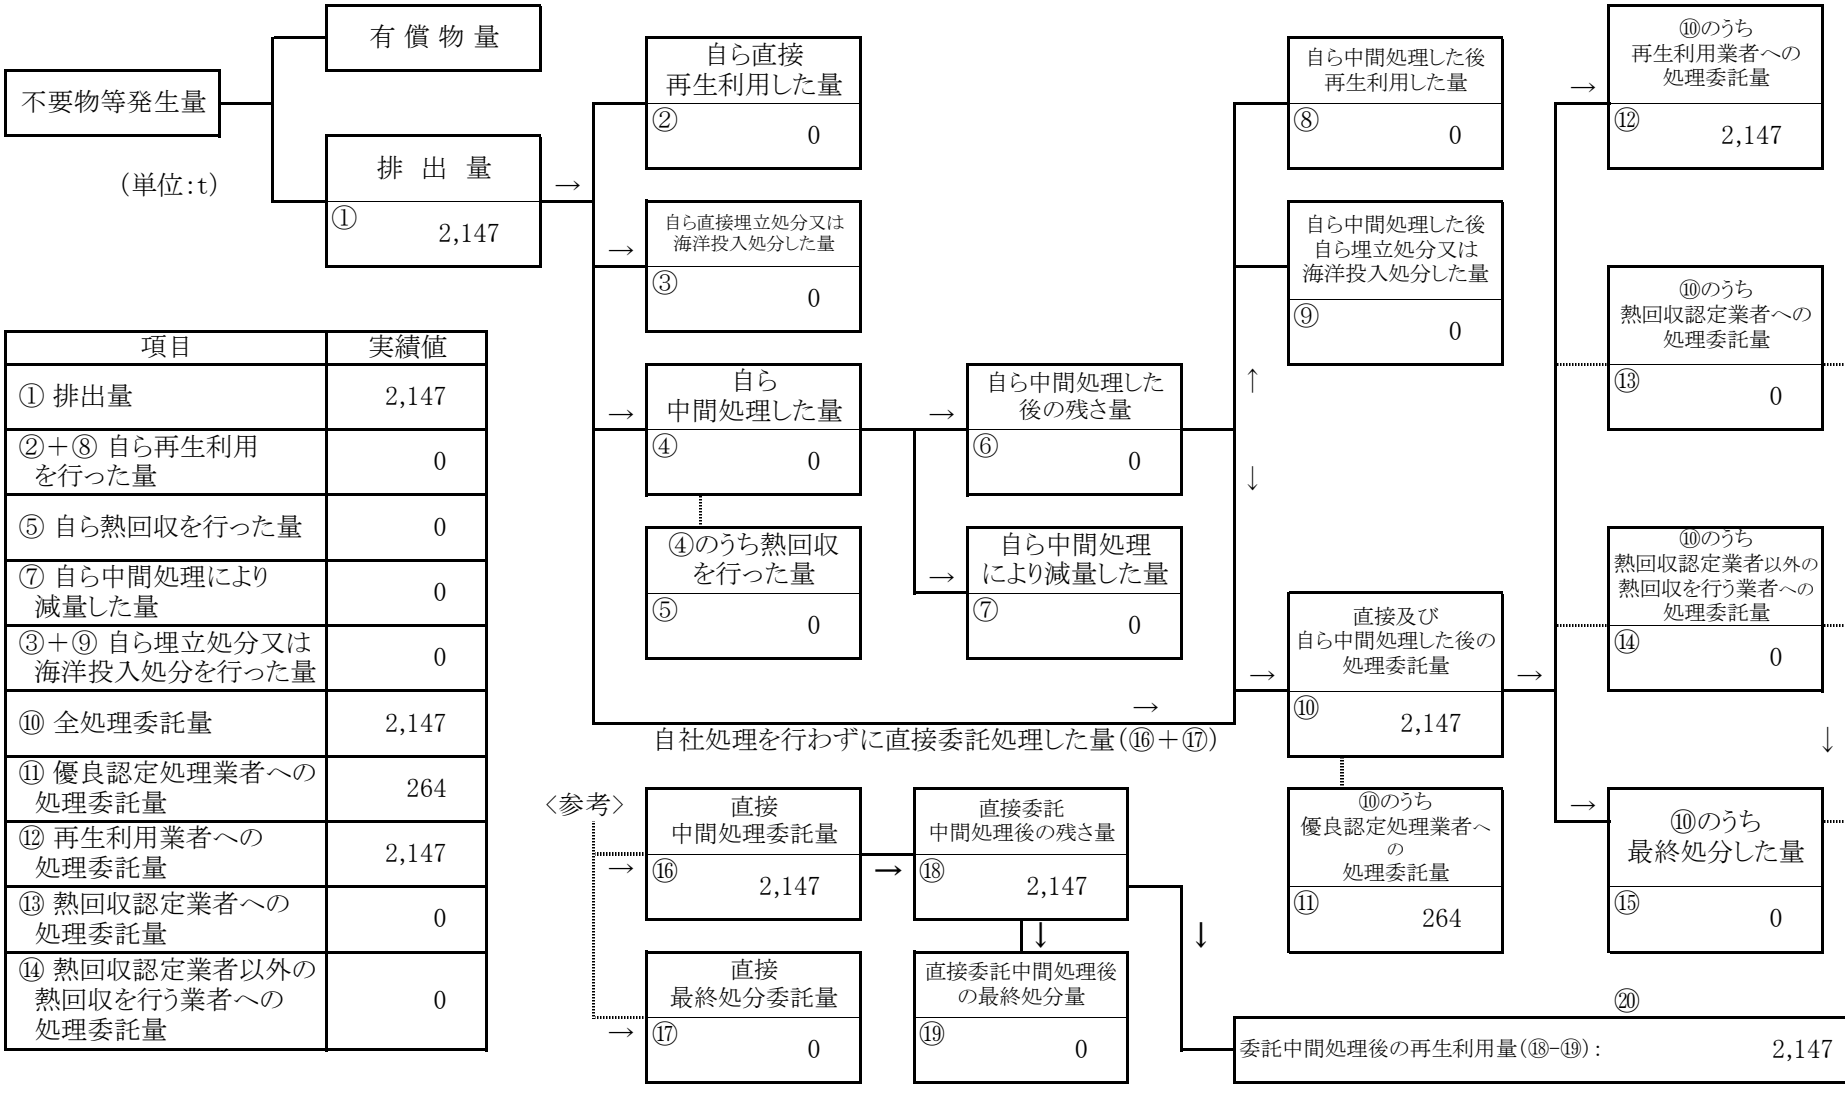 有 償 物 量
不要物等発生量
(単位:t)
排 出 量
→
①
2,147
自ら直接
再生利用した量
②
0
→
自ら直接埋立処分又は
海洋投入処分した量
③
0
→
自ら
中間処理した量
④
0
④のうち熱回収
を行った量
⑤
0
→
自ら中間処理した
後の残さ量
⑥
0
→
自ら中間処理
により減量した量
⑦
0
自ら中間処理した後
再生利用した量
⑧
0
自ら中間処理した後
自ら埋立処分又は
海洋投入処分した量
⑨
0
↑
↓
→
自社処理を行わずに直接委託処理した量(⑯+⑰)
→
直接及び
自ら中間処理した後の
処理委託量
⑩
2,147
→
⑩のうち
優良認定処理業者へ
の
処理委託量
⑪
264
→
⑩のうち
再生利用業者への
処理委託量
⑫
2,147
⑩のうち
熱回収認定業者への
処理委託量
⑬
0
⑩のうち
熱回収認定業者以外の
熱回収を行う業者への
処理委託量
⑭
0
↓
→
⑩のうち
最終処分した量
⑮
0
項目 実績値
① 排出量 2,147
②+⑧ 自ら再生利用
を行った量 0
⑤ 自ら熱回収を行った量 0
⑦ 自ら中間処理により
減量した量 0
③+⑨ 自ら埋立処分又は
海洋投入処分を行った量 0
⑩ 全処理委託量 2,147
⑪ 優良認定処理業者への
処理委託量 264
⑫ 再生利用業者への
処理委託量 2,147
⑬ 熱回収認定業者への
処理委託量 0
⑭ 熱回収認定業者以外の
熱回収を行う業者への
処理委託量 0
〈参考〉
→
直接
中間処理委託量
⑯
2,147
→
直接委託
中間処理後の残さ量
⑱
2,147
↓
↓
→
直接
最終処分委託量
⑰
0
直接委託中間処理後
の最終処分量
⑲
0
⑳
委託中間処理後の再生利用量(⑱-⑲): 2,147